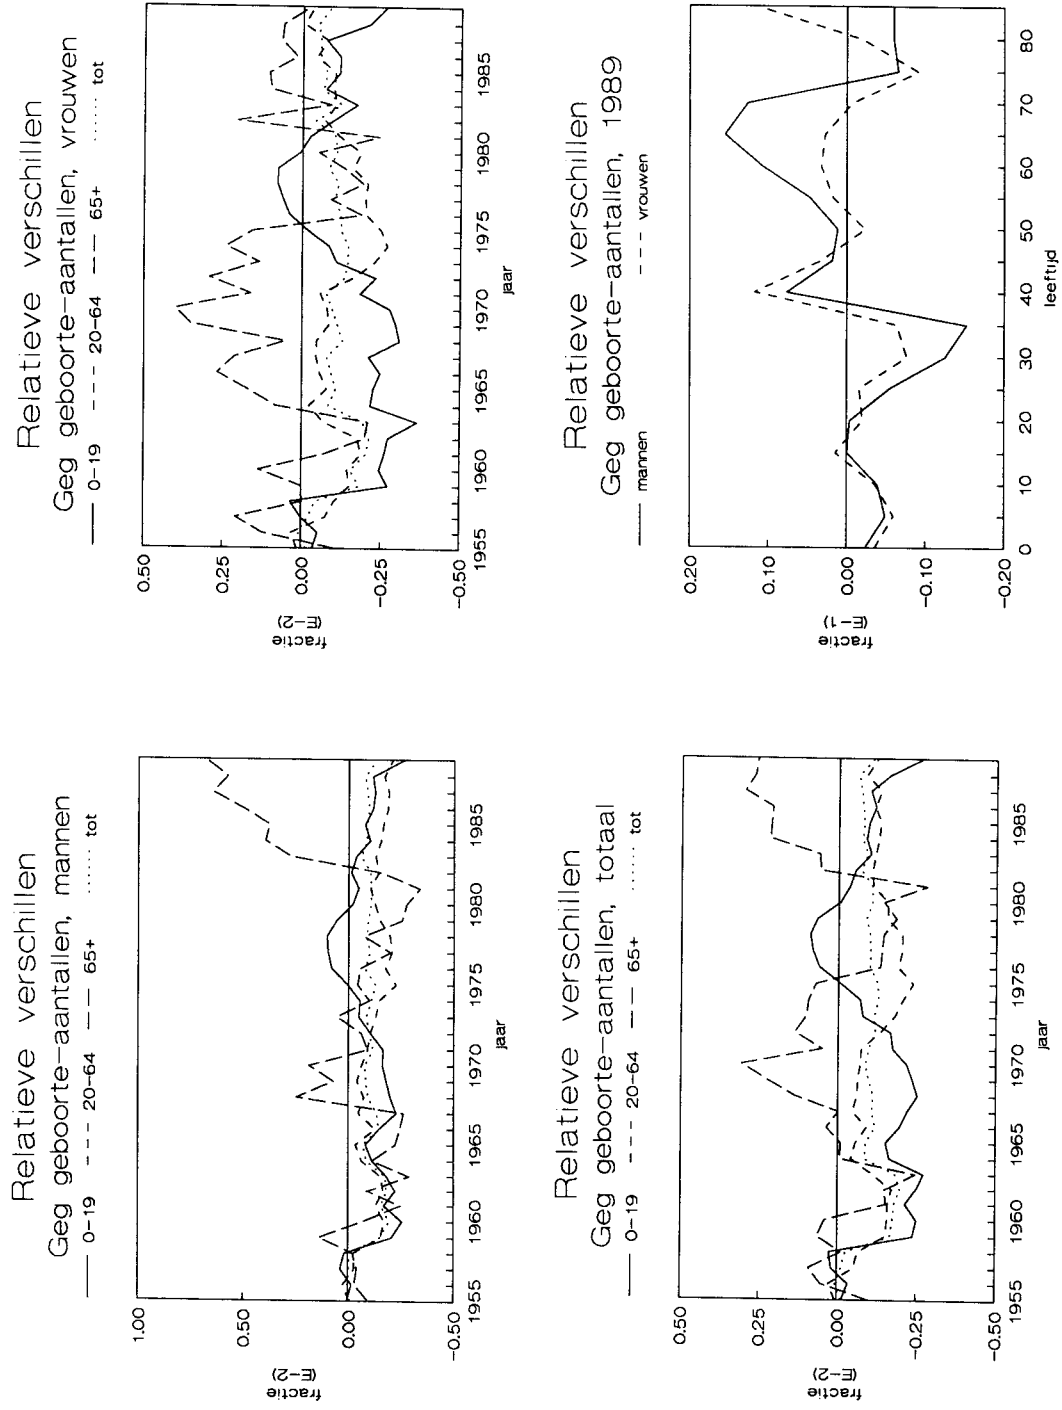 Relatieve verschillen
Geg geboorte-aantallen, mannen
0-19 20-64 65+ tot
1.00
0.50
0.00
-0.50
fractie
(E-2)
1955 1960 1965 1970 1975 1980 1985
jaar
Relatieve verschillen
Geg geboorte-aantallen, vrouwen
0-19 20-64 65+ tot
0.50
0.25
0.00
-0.25
-0.50
fractie
(E-2)
1955 1960 1965 1970 1975 1980 1985
jaar
Relatieve verschillen
Geg geboorte-aantallen, totaal
0-19 20-64 65+ tot
0.50
0.25
0.00
-0.25
-0.50
fractie
(E-2)
1955 1960 1965 1970 1975 1980 1985
jaar
Relatieve verschillen
Geg geboorte-aantallen, 1989
mannen vrouwen
0.20
0.10
0.00
-0.10
-0.20
fractie
(E-1)
0 10 20 30 40 50 60 70 80
leeftijd